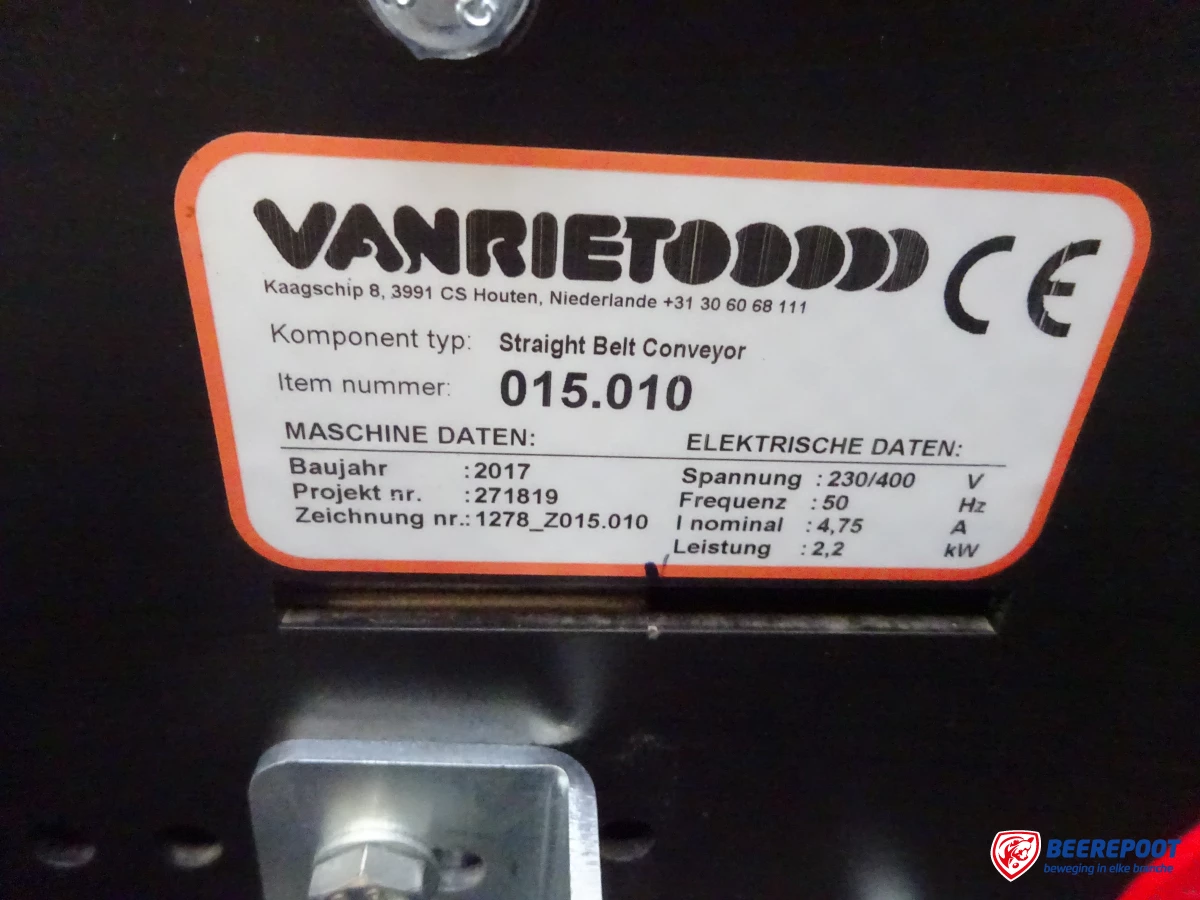 VANRIET
CE
Kaagschip 8, 3991 CS Houten, Niederlande +31 30 60 68 111
Komponent typ: Straight Belt Conveyor
Item nummer: 015.010
MASCHINE DATEN:
Baujahr : 2017
Projekt nr. : 271819
Zeichnung nr.: 1278_Z015.010
ELEKTRISCHE DATEN:
Spannung : 230/400 V
Frequenz : 50 Hz
I nominal : 4,75 A
Leistung : 2,2 kW
BEEREPOOT
beweging in elke branche